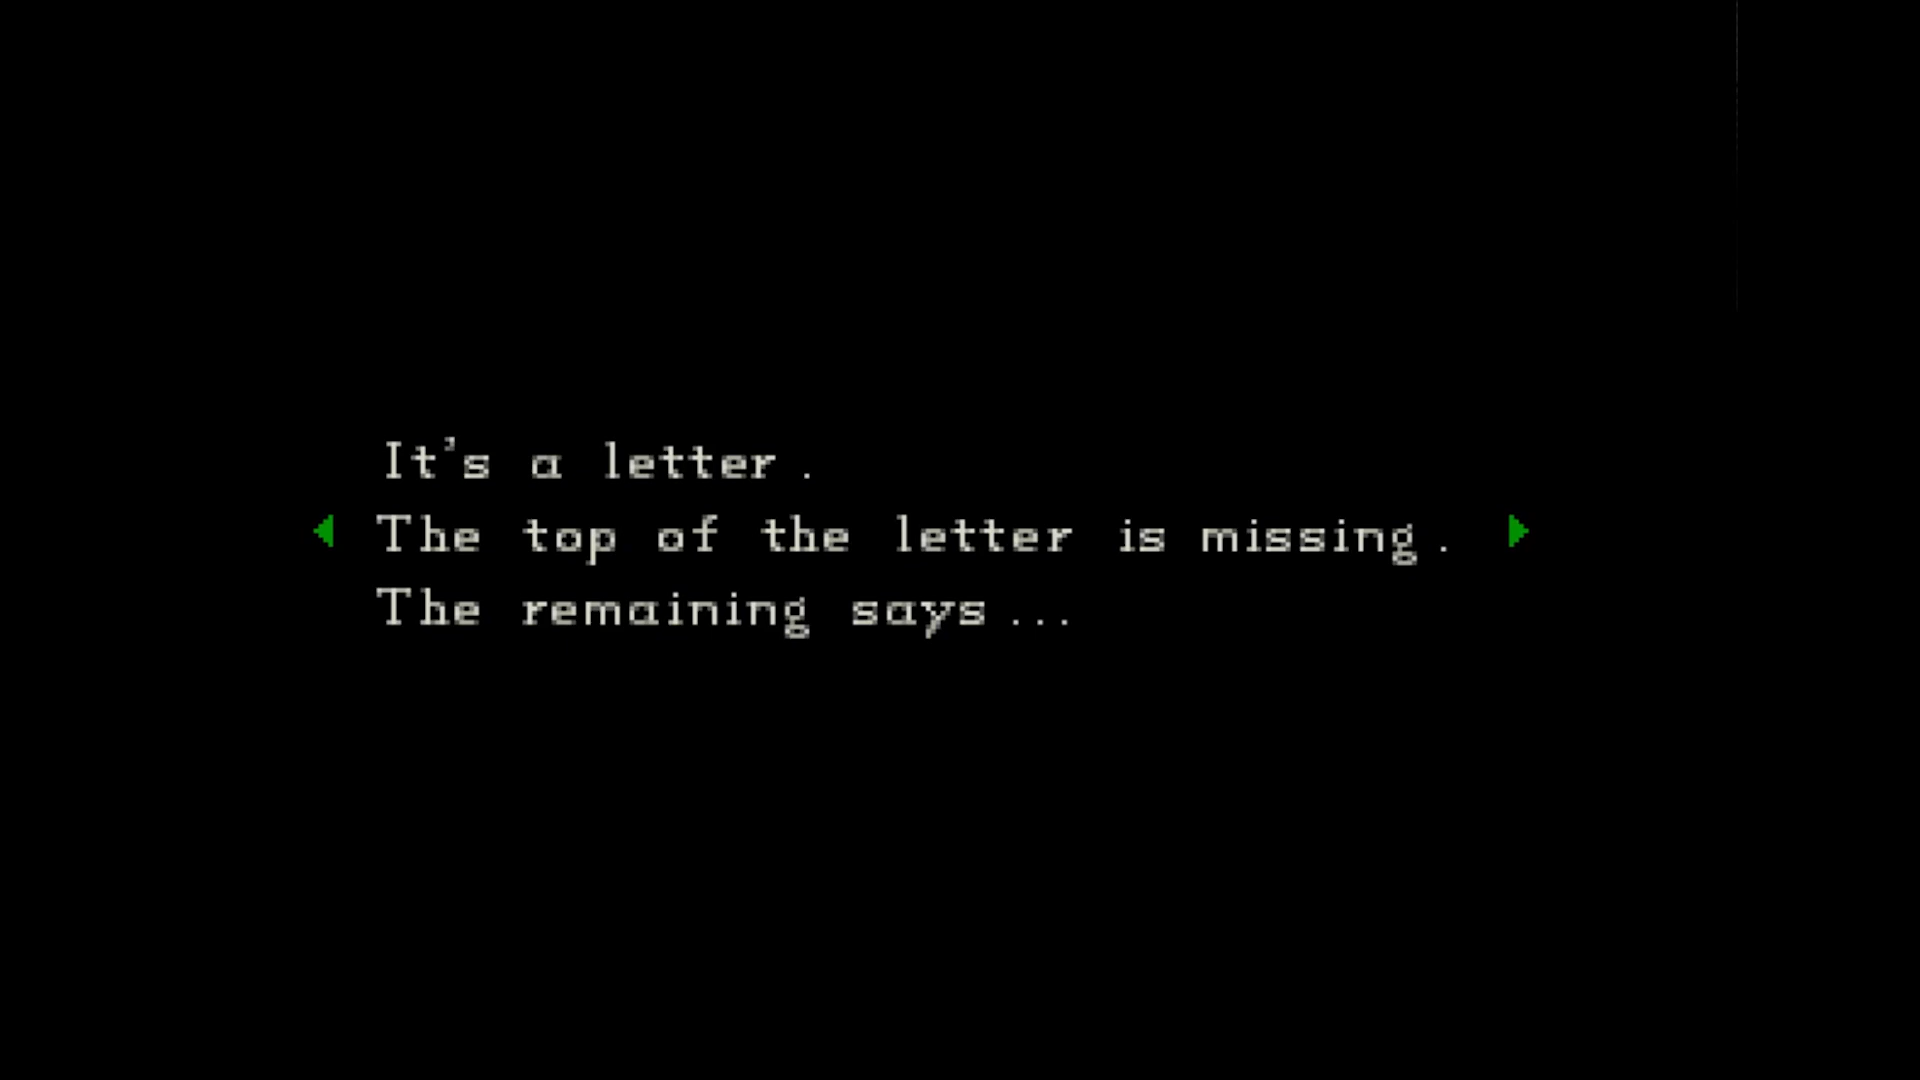 It's a letter.
The top of the letter is missing.
The remaining says...